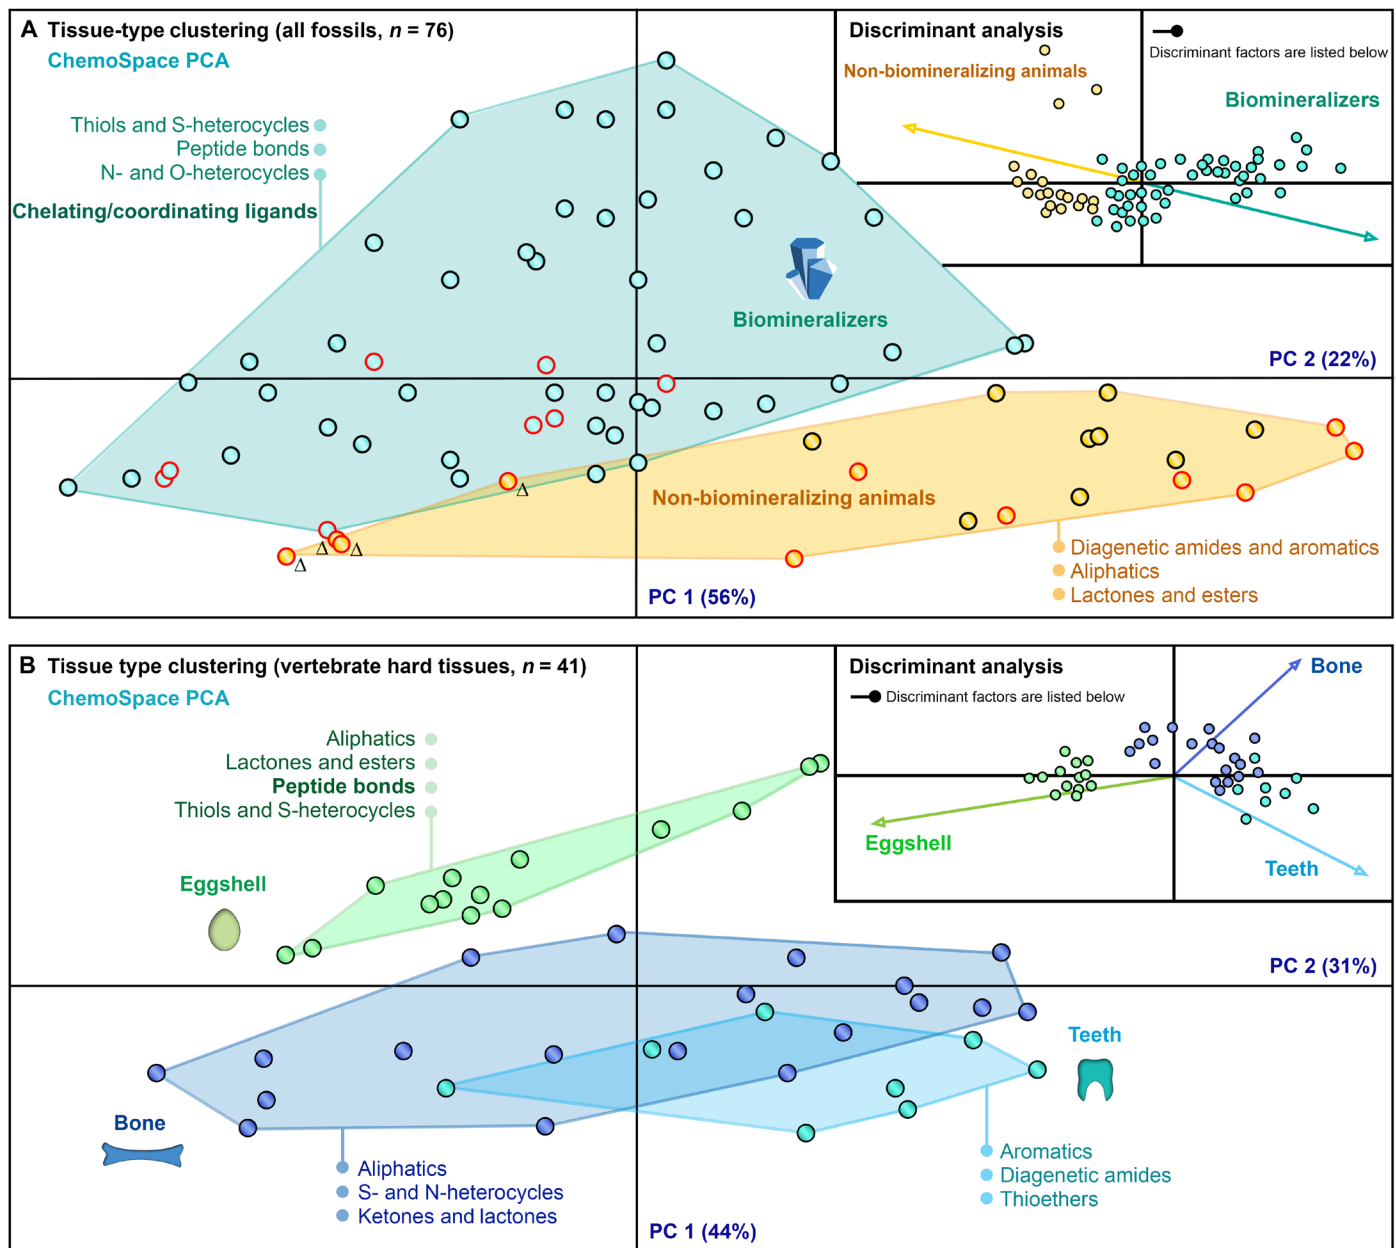 A Tissue-type clustering (all fossils, n = 76)
ChemoSpace PCA
Thiols and S-heterocycles
Peptide bonds
N- and O-heterocycles
Chelating/coordinating ligands
Biomineralizers
Non-biomineralizing animals
Δ
Δ
Δ
Δ
Diagenetic amides and aromatics
Aliphatics
Lactones and esters
PC 2 (22%)
PC 1 (56%)
Discriminant analysis
Non-biomineralizing animals
Discriminant factors are listed below
Biomineralizers
B Tissue type clustering (vertebrate hard tissues, n = 41)
ChemoSpace PCA
Aliphatics
Lactones and esters
Peptide bonds
Thiols and S-heterocycles
Eggshell
Bone
Aliphatics
S- and N-heterocycles
Ketones and lactones
Teeth
Aromatics
Diagenetic amides
Thioethers
PC 2 (31%)
PC 1 (44%)
Discriminant analysis
Discriminant factors are listed below
Bone
Eggshell
Teeth